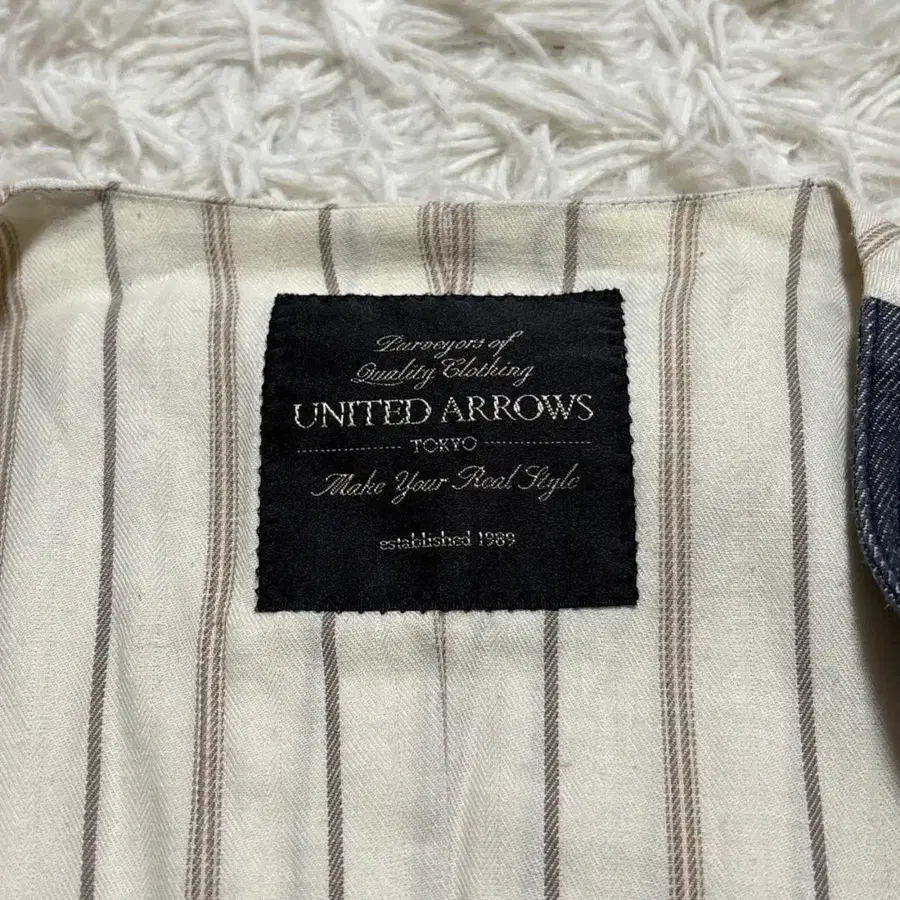 Purveyors of
Quality Clothing
UNITED ARROWS
TOKYO
Make Your Real Style
established 1989